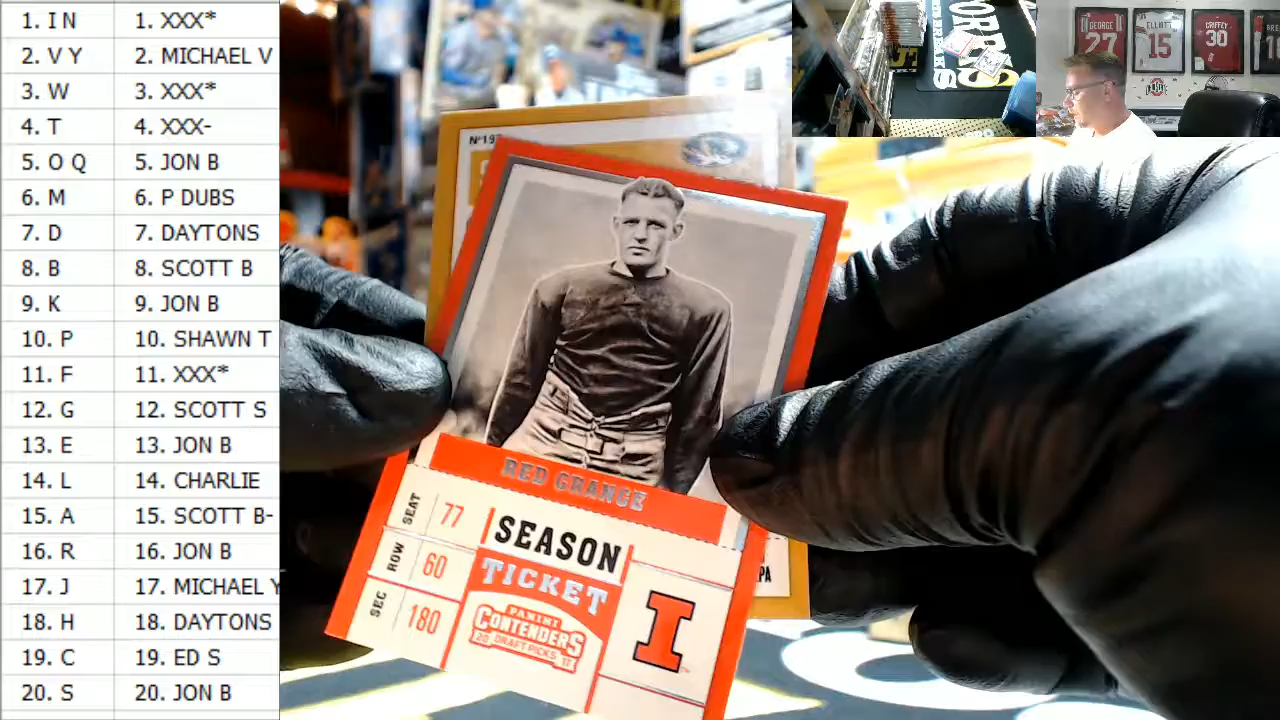 1. I N 1. XXX*
2. V Y 2. MICHAEL V
3. W 3. XXX*
4. T 4. XXX-
5. O Q 5. JON B
6. M 6. P DUBS
7. D 7. DAYTONS
8. B 8. SCOTT B
9. K 9. JON B
10. P 10. SHAWN T
11. F 11. XXX*
12. G 12. SCOTT S
13. E 13. JON B
14. L 14. CHARLIE
15. A 15. SCOTT B-
16. R 16. JON B
17. J 17. MICHAEL Y
18. H 18. DAYTONS
19. C 19. ED S
20. S 20. JON B
GEORGE
27
ELLIOTT
15
GRIFFEY
30
RED GRANGE
SEAT 77
ROW 60
SEC 180
SEASON
TICKET
PANINI
CONTENDERS
20 DRAFT PICKS 17
I
PA